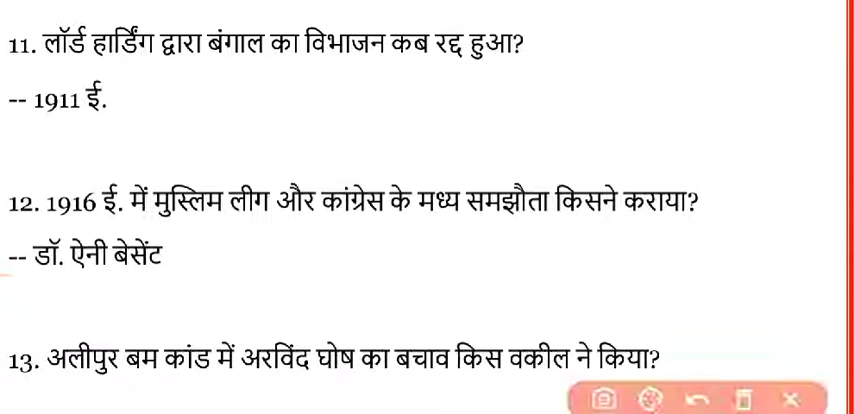 11. लॉर्ड हार्डिंग द्वारा बंगाल का विभाजन कब रद्द हुआ?
-- 1911 ई.
12. 1916 ई. में मुस्लिम लीग और कांग्रेस के मध्य समझौता किसने कराया?
-- डॉ. ऐनी बेसेंट
13. अलीपुर बम कांड में अरविंद घोष का बचाव किस वकील ने किया?